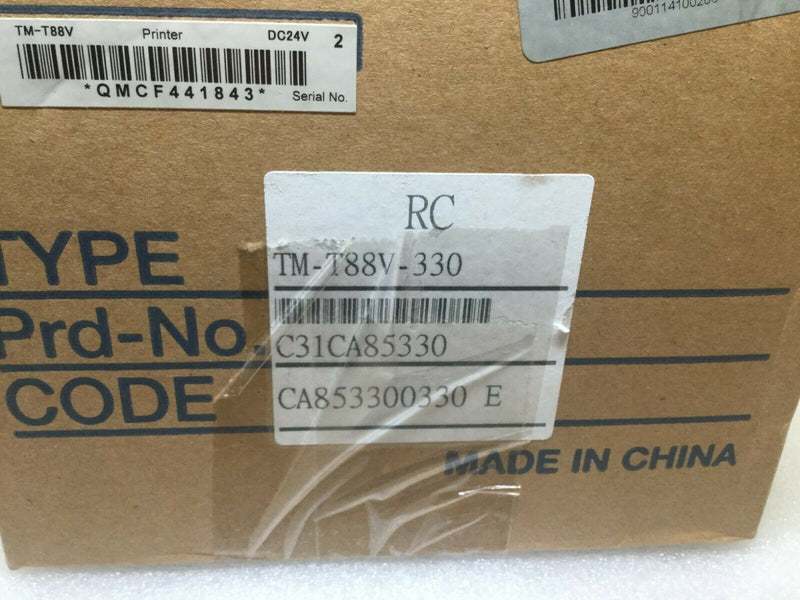 TM-T88V Printer DC24V 2
*QMCF441843* Serial No.
RC
TYPE TM-T88V-330
Prd-No. C31CA85330
CODE CA853300330 E
MADE IN CHINA